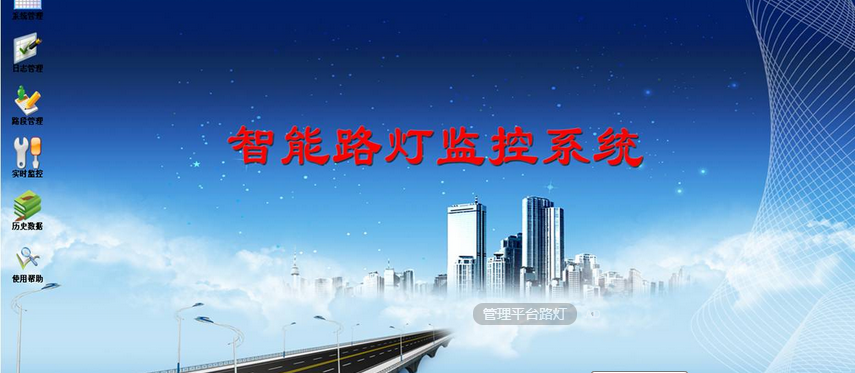 系统管理
日志管理
路段管理
实时监控
历史数据
使用帮助
智能路灯监控系统
管理平台路灯